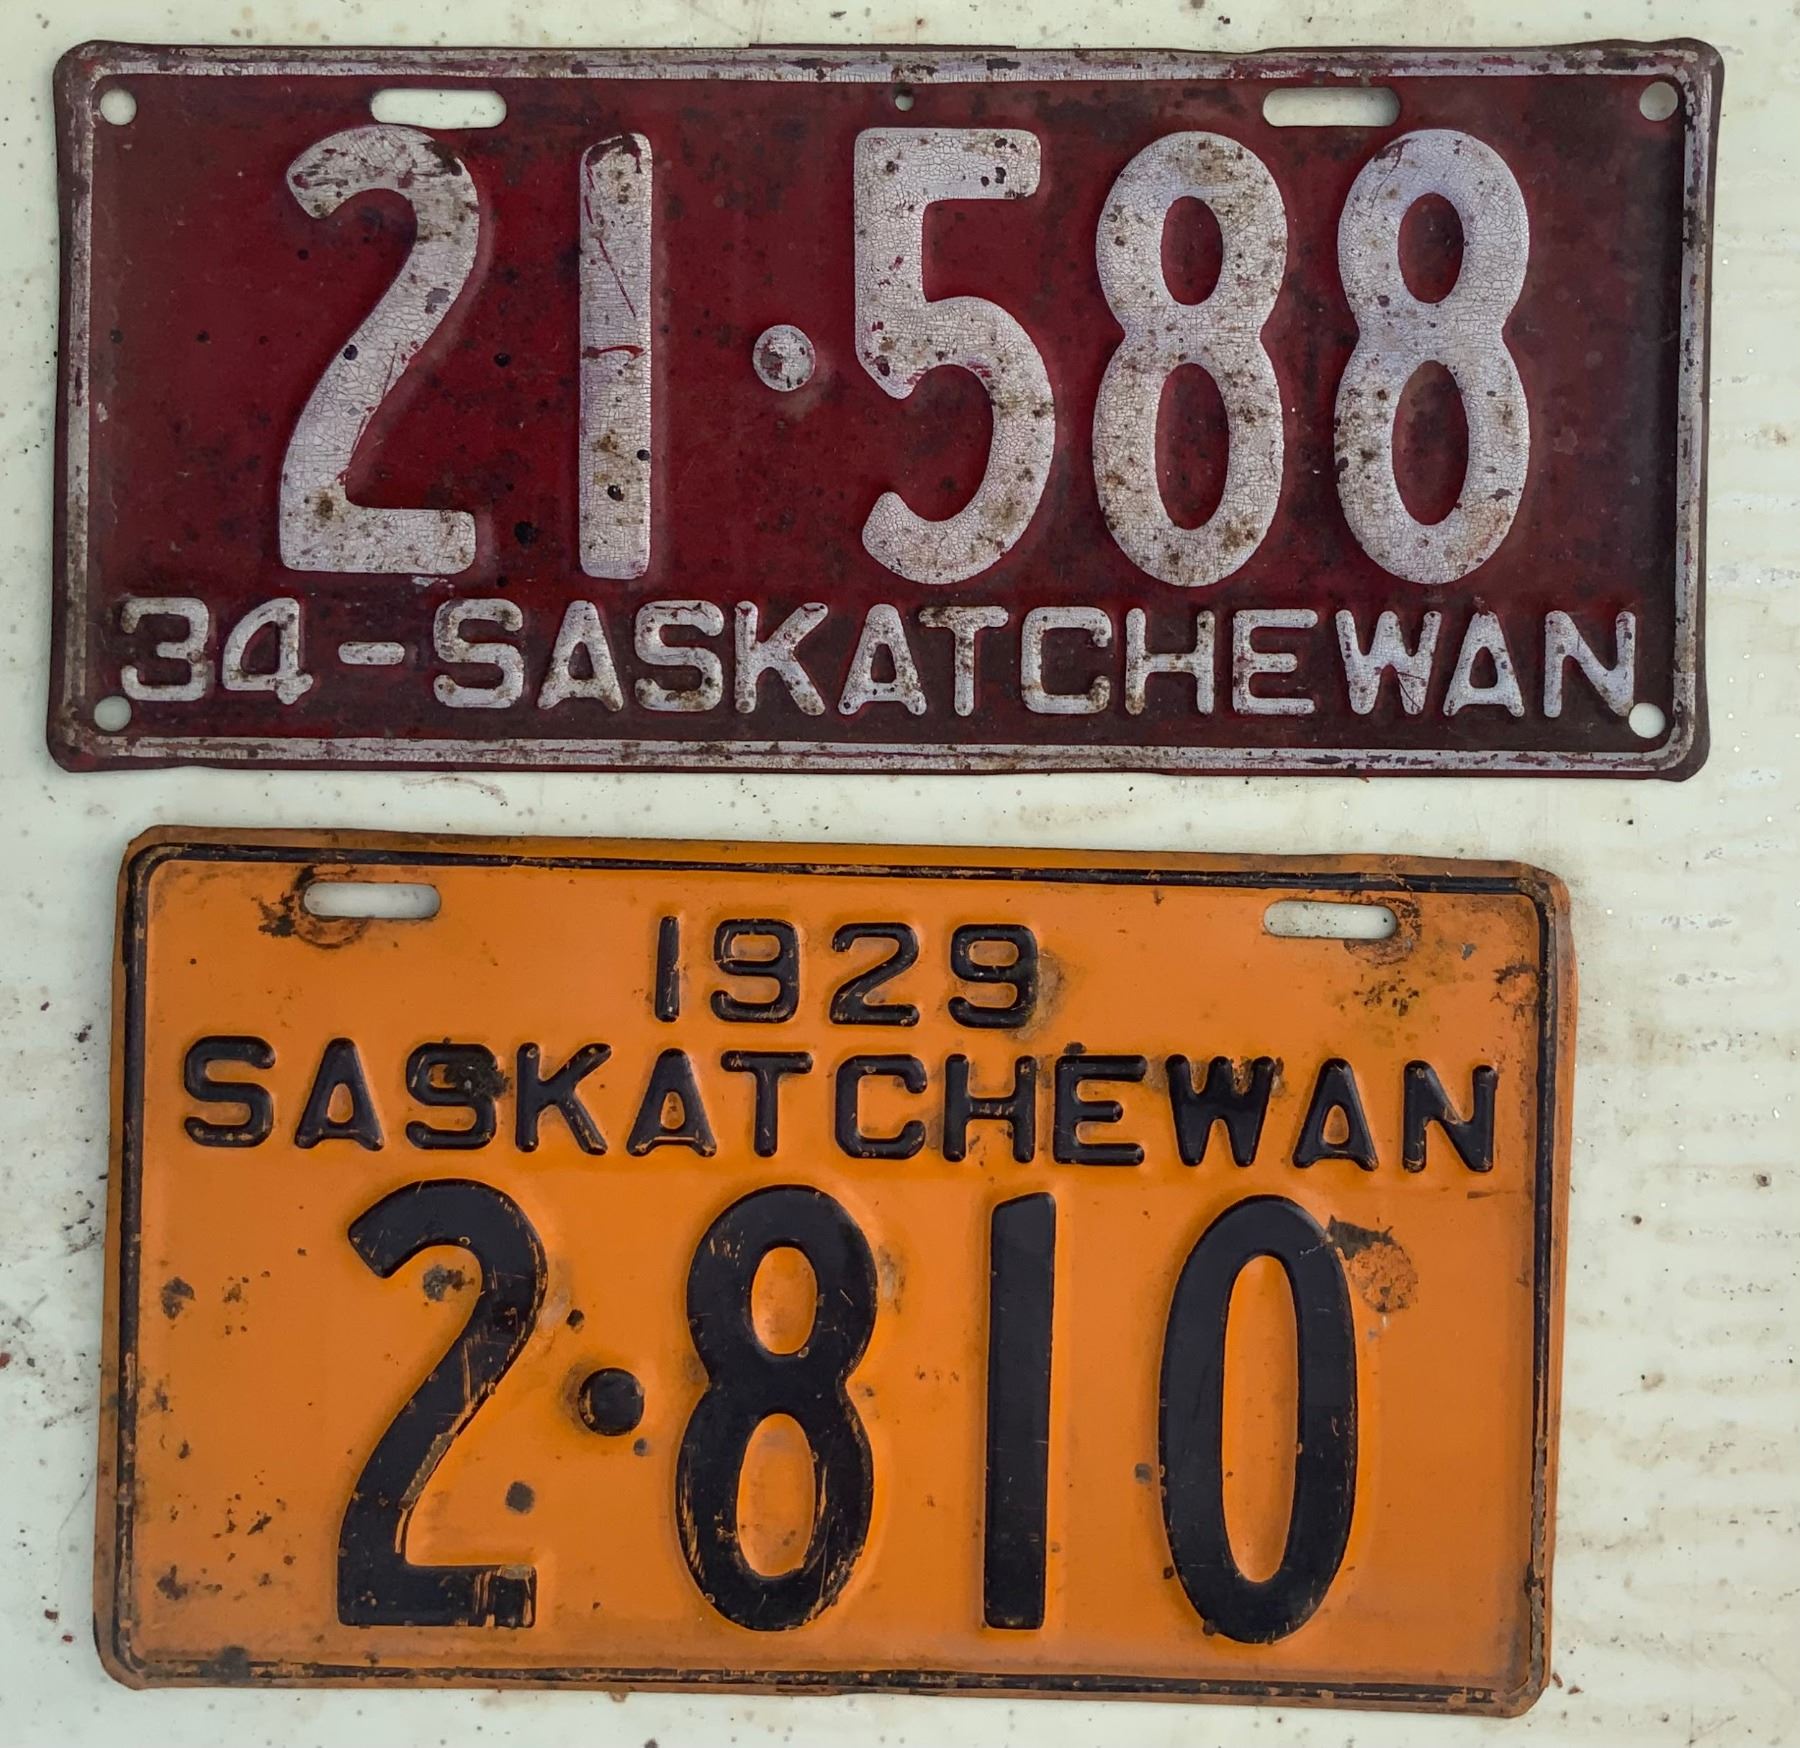 21·588
34-SASKATCHEWAN
1929
SASKATCHEWAN
2·810